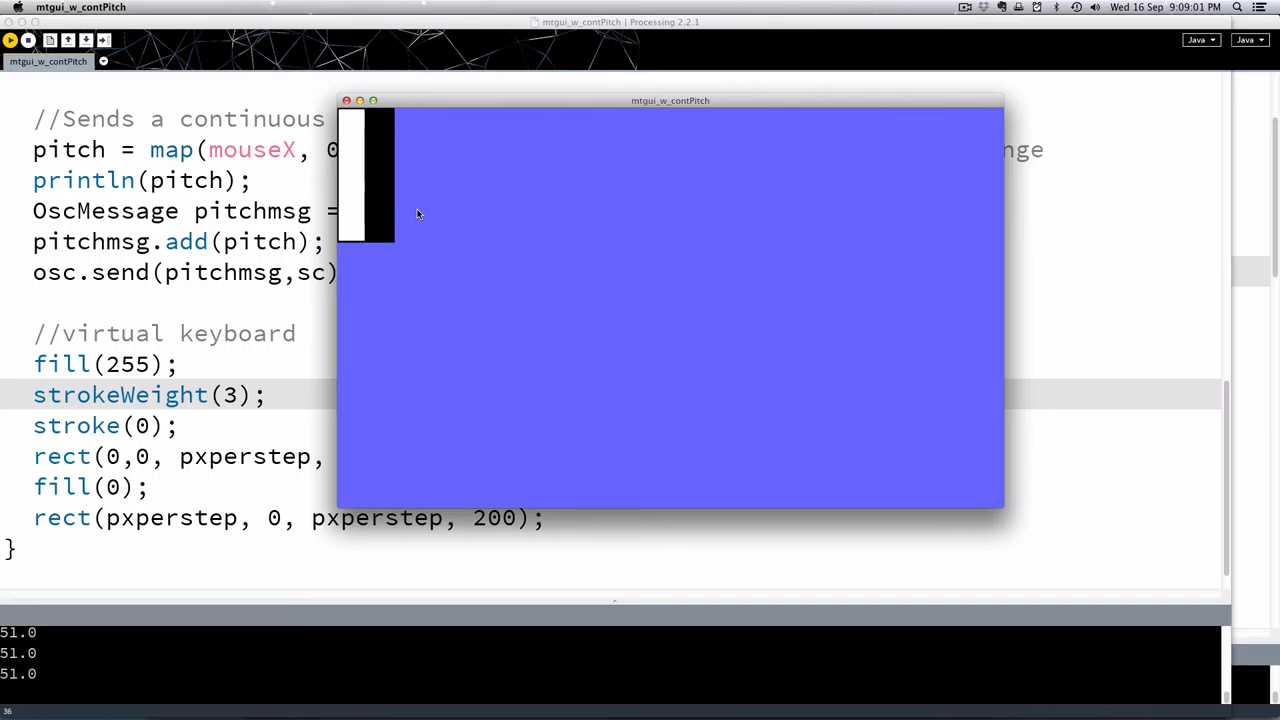 mtgui_w_contPitch
Wed 16 Sep 9:09:01 PM
mtgui_w_contPitch | Processing 2.2.1
Java
Java
mtgui_w_contPitch
mtgui_w_contPitch
//Sends a continuous
pitch = map(mouseX, 0 nge
println(pitch);
OscMessage pitchmsg =
pitchmsg.add(pitch);
osc.send(pitchmsg,sc)
//virtual keyboard
fill(255);
strokeWeight(3);
stroke(0);
rect(0,0, pxperstep,
fill(0);
rect(pxperstep, 0, pxperstep, 200);
}
51.0
51.0
51.0
36